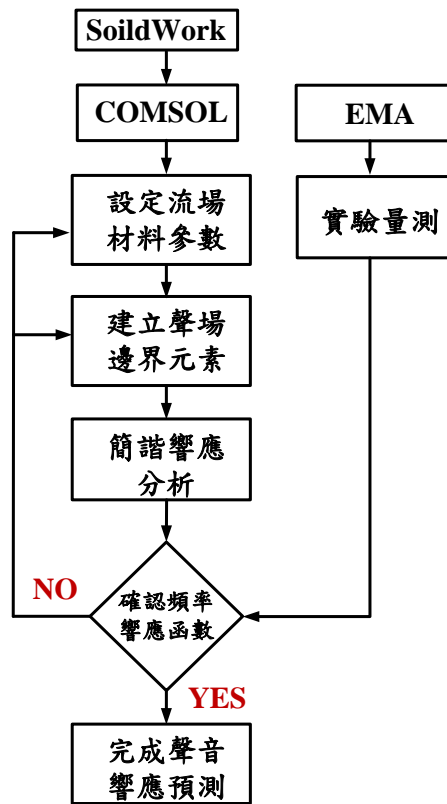 SoildWork
COMSOL
EMA
設定流場
材料參數
實驗量測
建立聲場
邊界元素
簡諧響應
分析
確認頻率
響應函數
NO
YES
完成聲音
響應預測